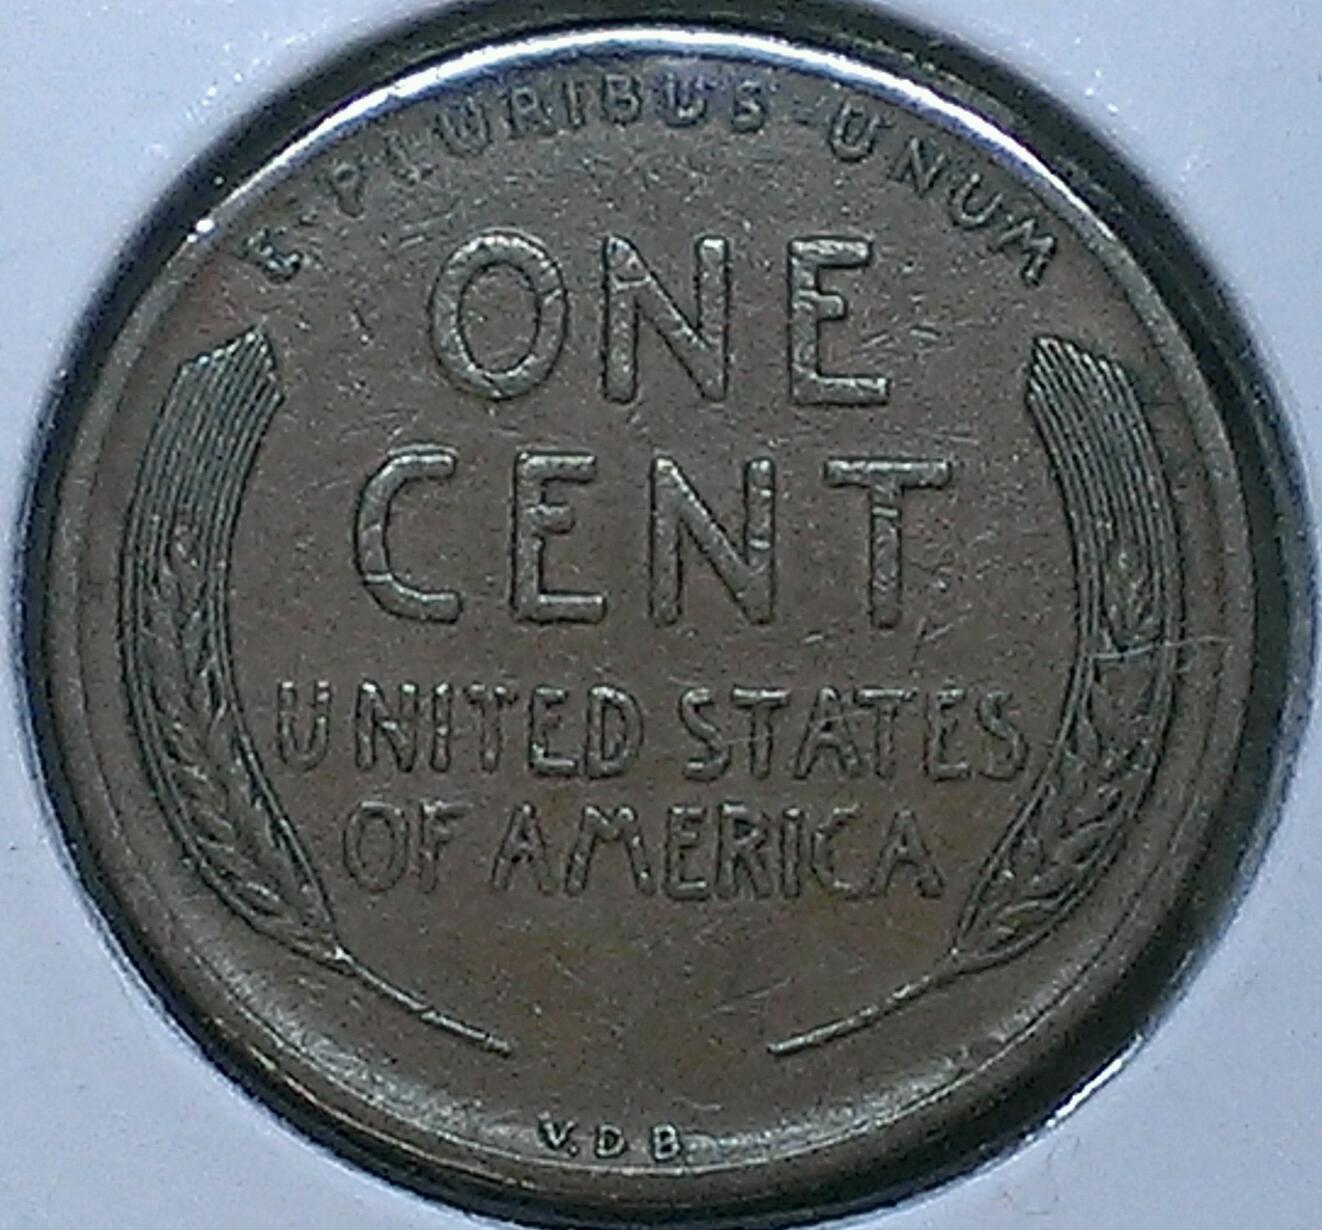 E·PLURIBUS·UNUM
ONE
CENT
UNITED STATES
OF AMERICA
V.D.B.